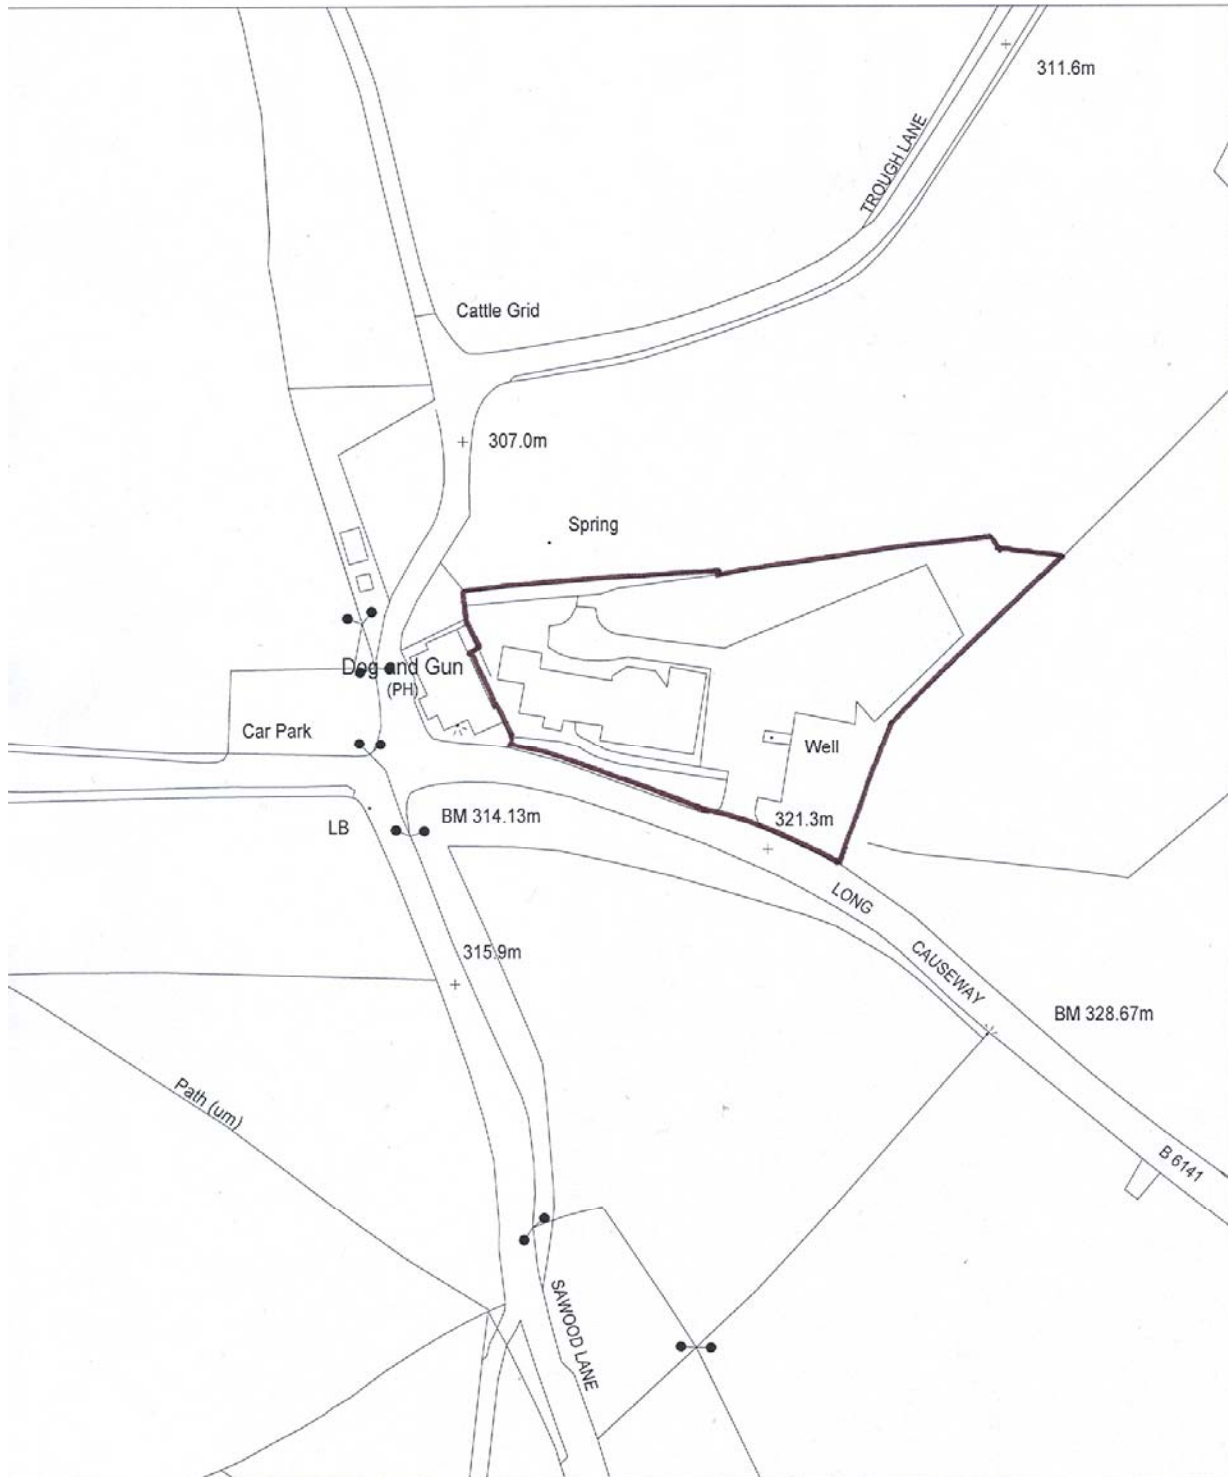 311.6m
TROUGH LANE
Cattle Grid
307.0m
Spring
Dog and Gun
(PH)
Car Park
Well
LB
BM 314.13m
321.3m
LONG
CAUSEWAY
315.9m
BM 328.67m
Path (um)
B 6141
SAWOOD LANE